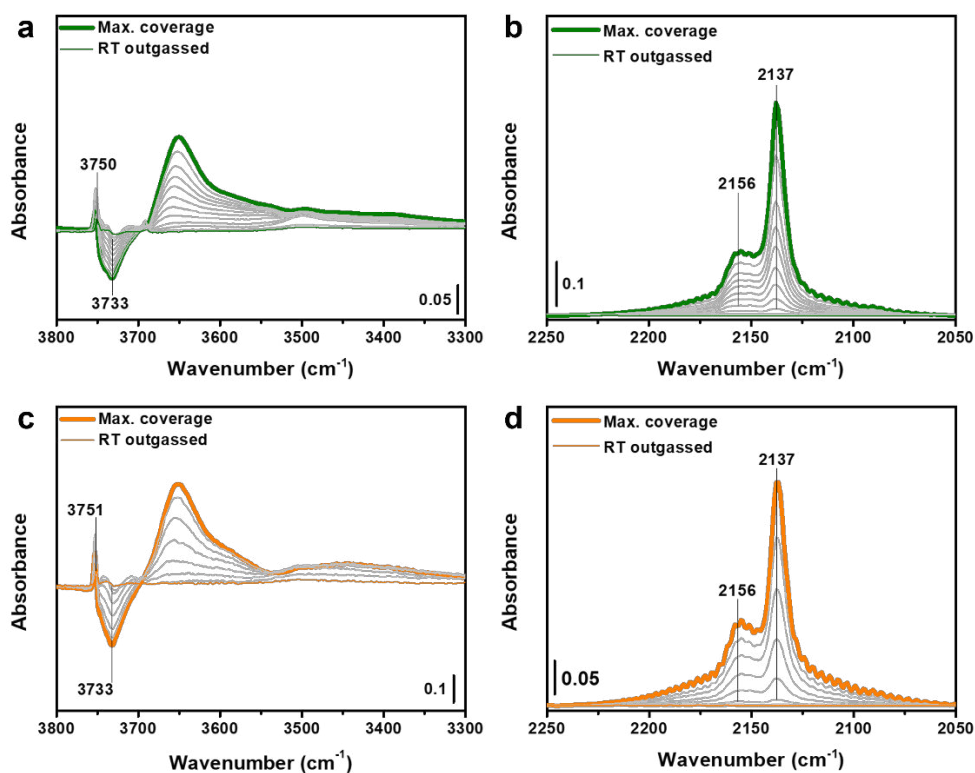 a
Max. coverage
RT outgassed
3750
3733
0.05
Absorbance
3800 3700 3600 3500 3400 3300
Wavenumber (cm⁻¹)
b
Max. coverage
RT outgassed
2137
2156
0.1
Absorbance
2250 2200 2150 2100 2050
Wavenumber (cm⁻¹)
c
Max. coverage
RT outgassed
3751
3733
0.1
Absorbance
3800 3700 3600 3500 3400 3300
Wavenumber (cm⁻¹)
d
Max. coverage
RT outgassed
2137
2156
0.05
Absorbance
2250 2200 2150 2100 2050
Wavenumber (cm⁻¹)